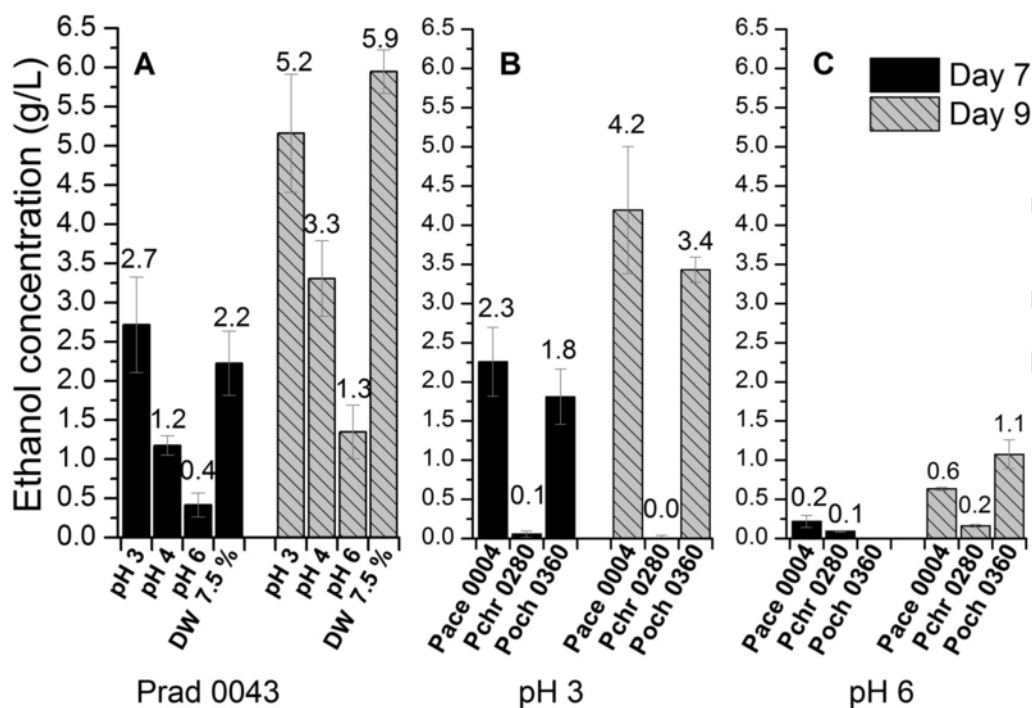 Ethanol concentration (g/L)
6.5
6.0
5.5
5.0
4.5
4.0
3.5
3.0
2.5
2.0
1.5
1.0
0.5
0.0
A
2.7
1.2
0.4
2.2
5.2
3.3
1.3
5.9
pH 3
pH 4
pH 6
DW 7.5 %
pH 3
pH 4
pH 6
DW 7.5 %
Prad 0043
6.5
6.0
5.5
5.0
4.5
4.0
3.5
3.0
2.5
2.0
1.5
1.0
0.5
0.0
B
2.3
0.1
1.8
4.2
0.0
3.4
Pace 0004
Pchr 0280
Poch 0360
Pace 0004
Pchr 0280
Poch 0360
pH 3
6.5
6.0
5.5
5.0
4.5
4.0
3.5
3.0
2.5
2.0
1.5
1.0
0.5
0.0
C
Day 7
Day 9
0.2
0.1
0.6
0.2
1.1
Pace 0004
Pchr 0280
Poch 0360
Pace 0004
Pchr 0280
Poch 0360
pH 6